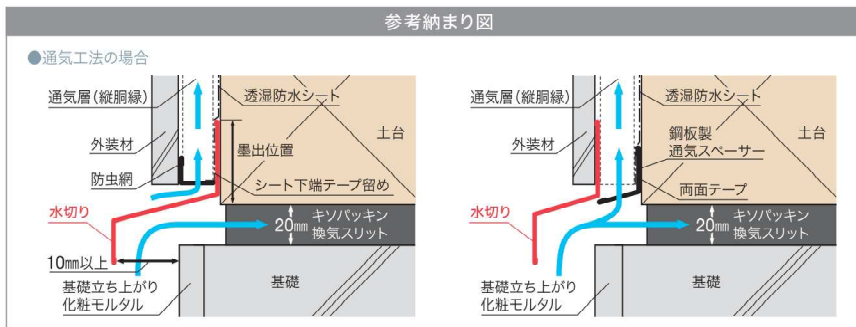 参考納まり図
●通気工法の場合
通気層(縦胴縁)
透湿防水シート
土台
外装材
墨出位置
防虫網
シート下端テープ留め
水切り
20mm
キソパッキン
換気スリット
10mm以上
基礎立ち上がり
化粧モルタル
基礎
通気層(縦胴縁)
透湿防水シート
土台
鋼板製
通気スペーサー
外装材
両面テープ
水切り
20mm
キソパッキン
換気スリット
基礎立ち上がり
化粧モルタル
基礎